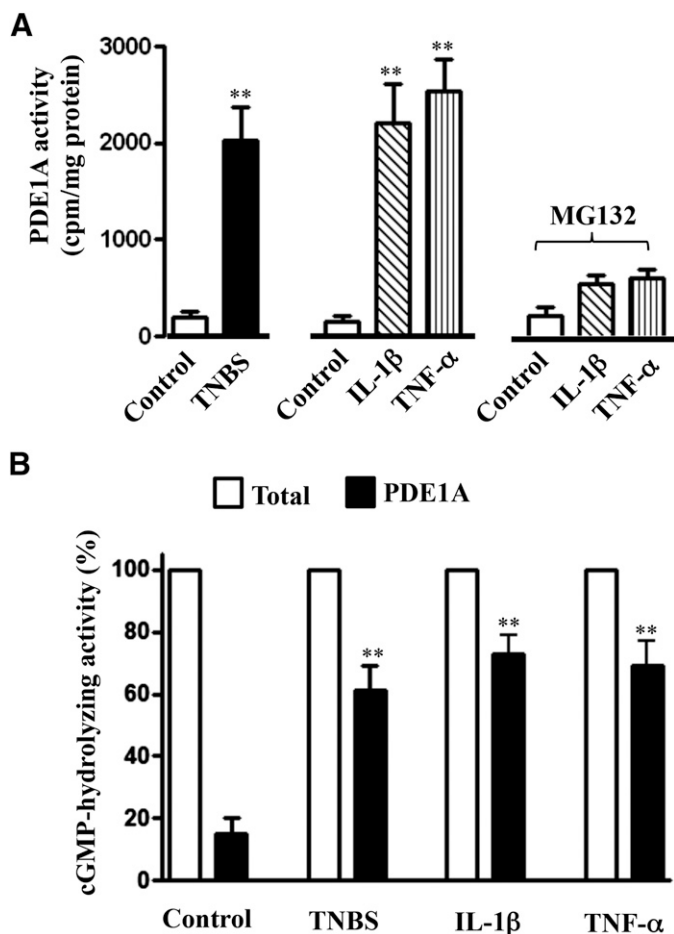 A
PDE1A activity
(cpm/mg protein)
3000
2000
1000
0
**
**
**
MG132
Control
TNBS
Control
IL-1β
TNF-α
Control
IL-1β
TNF-α
B
Total
PDE1A
cGMP-hydrolyzing activity (%)
100
80
60
40
20
0
**
**
**
Control
TNBS
IL-1β
TNF-α